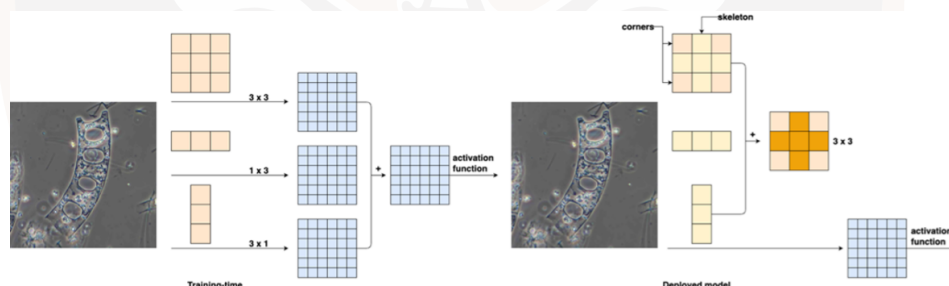 3 x 3
1 x 3
3 x 1
+
activation
function
Training-time
corners
skeleton
+
3 x 3
activation
function
Deployed model